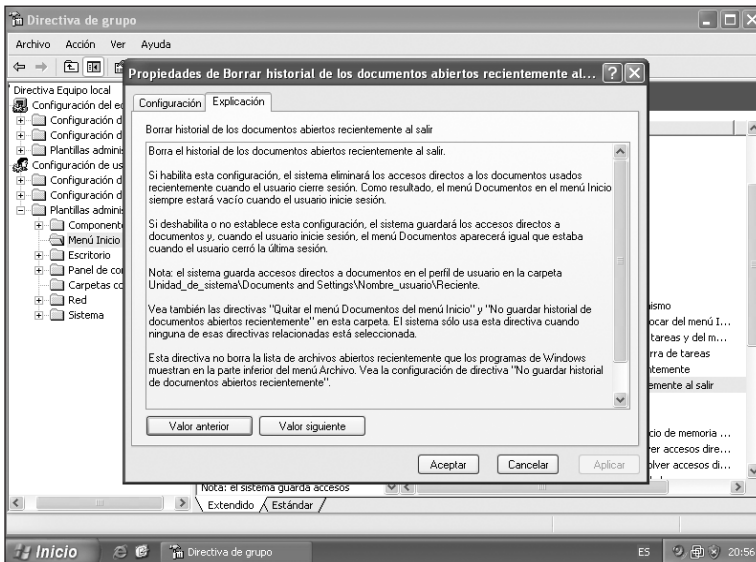 Directiva de grupo
Archivo Acción Ver Ayuda
Propiedades de Borrar historial de los documentos abiertos recientemente al...
Directiva Equipo local
Configuración del eq
Configuración d
Configuración d
Plantillas adminis
Configuración de us
Configuración d
Configuración d
Plantillas adminis
Component
Menú Inicio
Escritorio
Panel de co
Carpetas co
Red
Sistema
Configuración Explicación
Borrar historial de los documentos abiertos recientemente al salir
Borra el historial de los documentos abiertos recientemente al salir.
Si habilita esta configuración, el sistema eliminará los accesos directos a los documentos usados
recientemente cuando el usuario cierre sesión. Como resultado, el menú Documentos en el menú Inicio
siempre estará vacío cuando el usuario inicie sesión.
Si deshabilita o no establece esta configuración, el sistema guardará los accesos directos a
documentos y, cuando el usuario inicie sesión, el menú Documentos aparecerá igual que estaba
cuando el usuario cerró la última sesión.
Nota: el sistema guarda accesos directos a documentos en el perfil de usuario en la carpeta
Unidad_de_sistema\Documents and Settings\Nombre_usuario\Reciente.
Vea también las directivas "Quitar el menú Documentos del menú Inicio" y "No guardar historial de
documentos abiertos recientemente" en esta carpeta. El sistema sólo usa esta directiva cuando
ninguna de esas directivas relacionadas está seleccionada.
Esta directiva no borra la lista de archivos abiertos recientemente que los programas de Windows
muestran en la parte inferior del menú Archivo. Vea la configuración de directiva "No guardar historial
de documentos abiertos recientemente".
Valor anterior Valor siguiente
Aceptar Cancelar Aplicar
ismo
ocar del menú I...
tareas y del m...
rra de tareas
ntemente
emente al salir
cio de memoria ...
ver accesos dire...
olver accesos di...
Nota: el sistema guarda accesos
Extendido Estándar
Inicio Directiva de grupo ES 20:56